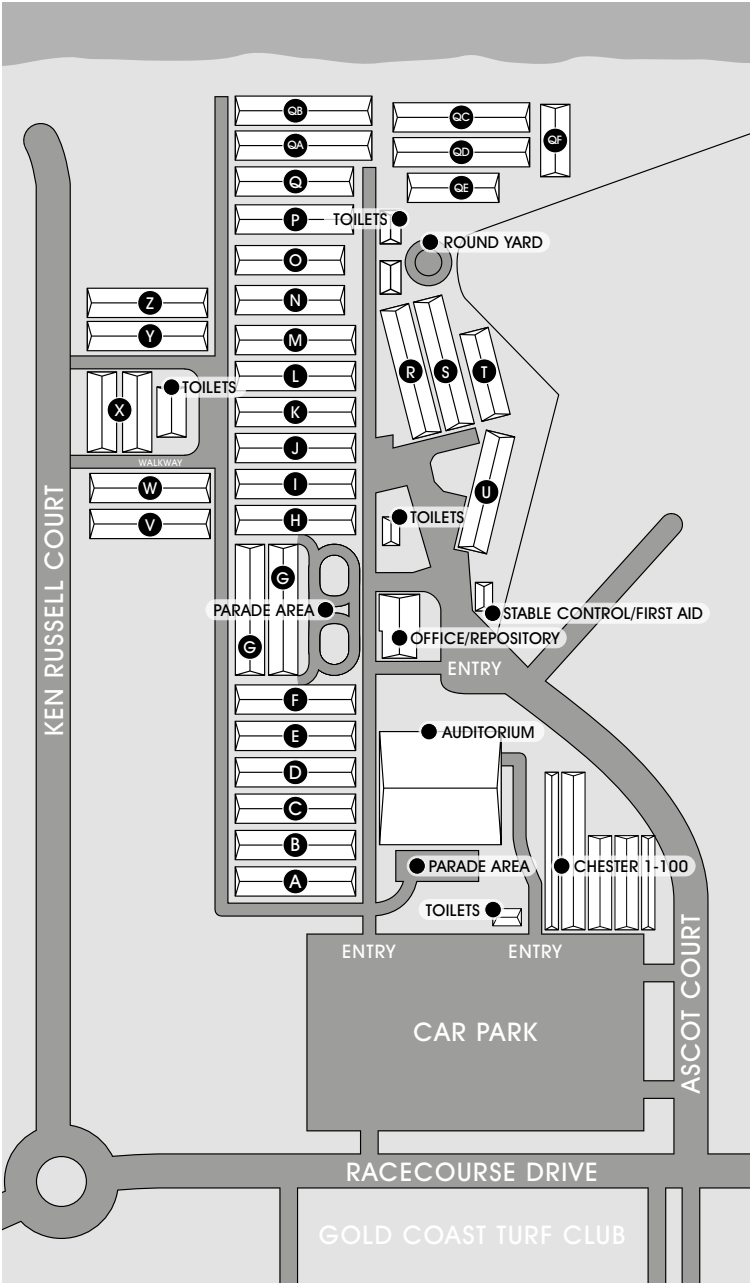 QB
QC
QF
QA
QD
Q
QE
P
TOILETS
ROUND YARD
O
N
Z
Y
M
R
S
T
L
TOILETS
X
K
J
WALKWAY
I
W
U
H
TOILETS
V
G
PARADE AREA
STABLE CONTROL/FIRST AID
OFFICE/REPOSITORY
G
ENTRY
KEN RUSSELL COURT
F
E
AUDITORIUM
D
C
B
PARADE AREA
CHESTER 1-100
A
TOILETS
ENTRY
ENTRY
CAR PARK
ASCOT COURT
RACECOURSE DRIVE
GOLD COAST TURF CLUB